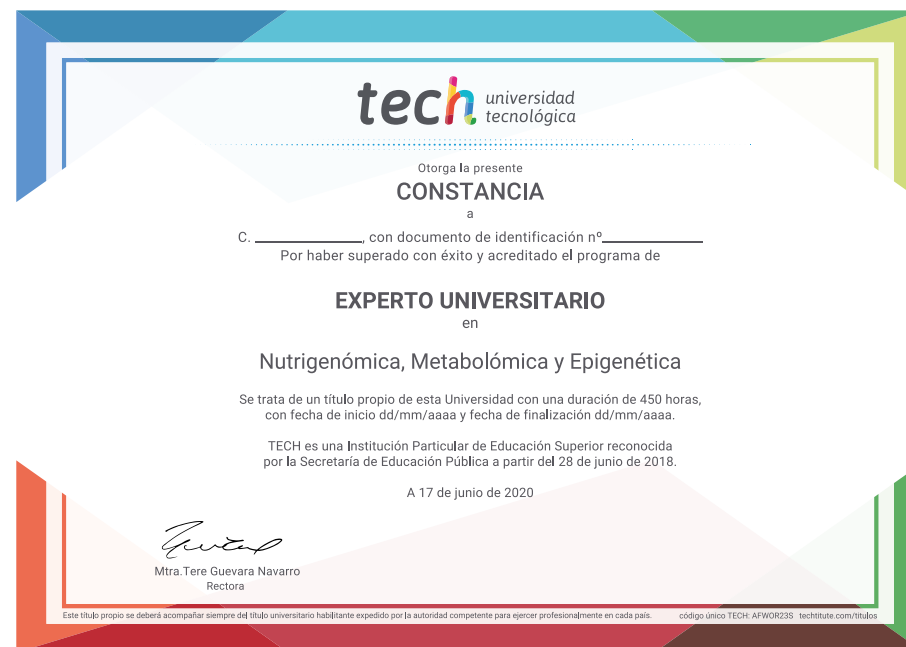 tech universidad
tecnológica
Otorga la presente
CONSTANCIA
a
C. ______________, con documento de identificación nº_____________
Por haber superado con éxito y acreditado el programa de
EXPERTO UNIVERSITARIO
en
Nutrigenómica, Metabolómica y Epigenética
Se trata de un título propio de esta Universidad con una duración de 450 horas,
con fecha de inicio dd/mm/aaaa y fecha de finalización dd/mm/aaaa.
TECH es una Institución Particular de Educación Superior reconocida
por la Secretaría de Educación Pública a partir del 28 de junio de 2018.
A 17 de junio de 2020
Mtra.Tere Guevara Navarro
Rectora
Este título propio se deberá acompañar siempre del título universitario habilitante expedido por la autoridad competente para ejercer profesionalmente en cada país. código único TECH: AFWOR23S techtitute.com/titulos